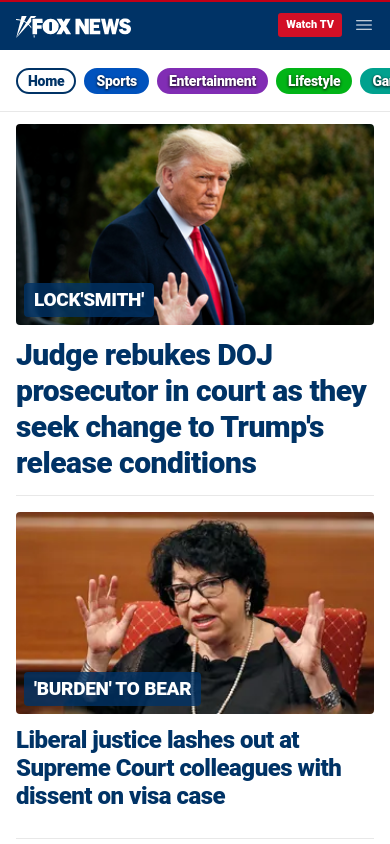 FOX NEWS
Watch TV
Home
Sports
Entertainment
Lifestyle
LOCK'SMITH'
Judge rebukes DOJ
prosecutor in court as they
seek change to Trump's
release conditions
'BURDEN' TO BEAR
Liberal justice lashes out at
Supreme Court colleagues with
dissent on visa case